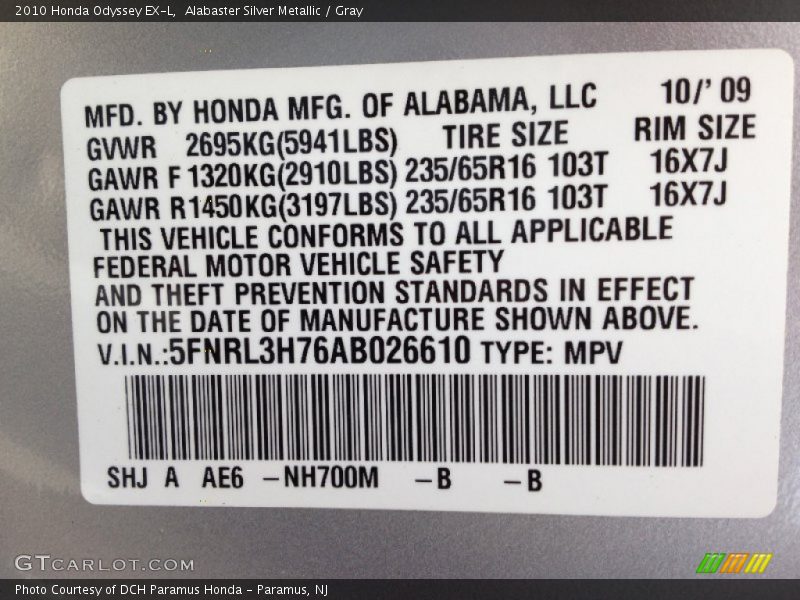 2010 Honda Odyssey EX-L,  Alabaster Silver Metallic / Gray
MFD. BY HONDA MFG. OF ALABAMA, LLC 10/' 09
GVWR 2695KG(5941LBS) TIRE SIZE RIM SIZE
GAWR F 1320KG(2910LBS) 235/65R16 103T 16X7J
GAWR R1450KG(3197LBS) 235/65R16 103T 16X7J
THIS VEHICLE CONFORMS TO ALL APPLICABLE
FEDERAL MOTOR VEHICLE SAFETY
AND THEFT PREVENTION STANDARDS IN EFFECT
ON THE DATE OF MANUFACTURE SHOWN ABOVE.
V.I.N.:5FNRL3H76AB026610 TYPE: MPV
SHJ A AE6 -NH700M -B -B
GTCARLOT.COM
Photo Courtesy of DCH Paramus Honda - Paramus, NJ